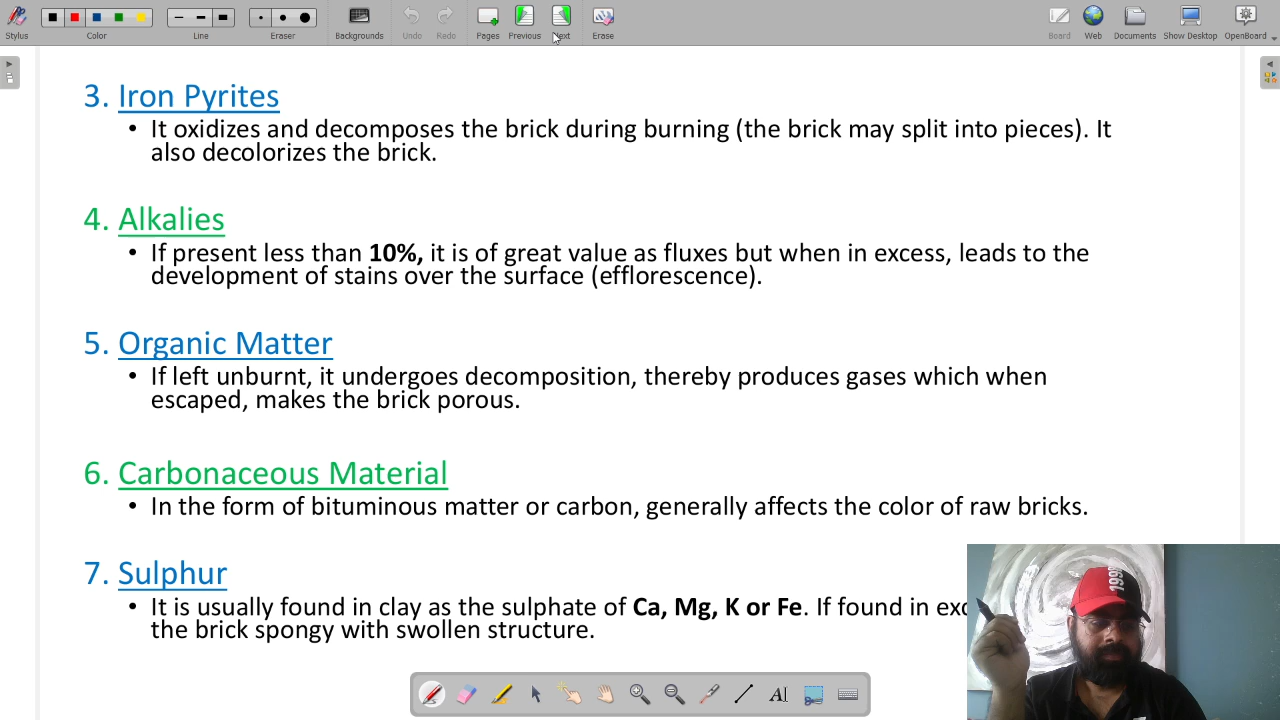 Stylus Color Line Eraser Backgrounds Undo Redo Pages Previous Next Erase Board Web Documents Show Desktop OpenBoard
3. Iron Pyrites
• It oxidizes and decomposes the brick during burning (the brick may split into pieces). It
also decolorizes the brick.
4. Alkalies
• If present less than 10%, it is of great value as fluxes but when in excess, leads to the
development of stains over the surface (efflorescence).
5. Organic Matter
• If left unburnt, it undergoes decomposition, thereby produces gases which when
escaped, makes the brick porous.
6. Carbonaceous Material
• In the form of bituminous matter or carbon, generally affects the color of raw bricks.
7. Sulphur
• It is usually found in clay as the sulphate of Ca, Mg, K or Fe. If found in
the brick spongy with swollen structure.
AI